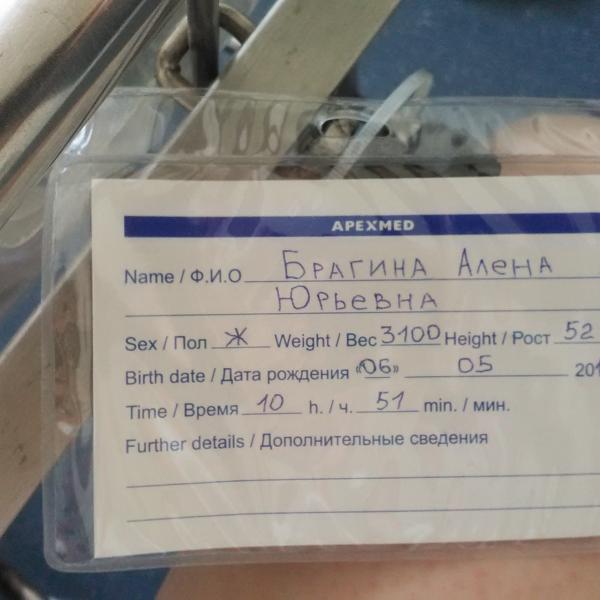 APEXMED
Name / Ф.И.О БРАГИНА АЛЕНА
ЮРЬЕВНА
Sex / Пол Ж Weight / Вес 3100 Height / Рост 52
Birth date / Дата рождения «06» 05 201
Time / Время 10 h. / ч. 51 min. / мин.
Further details / Дополнительные сведения